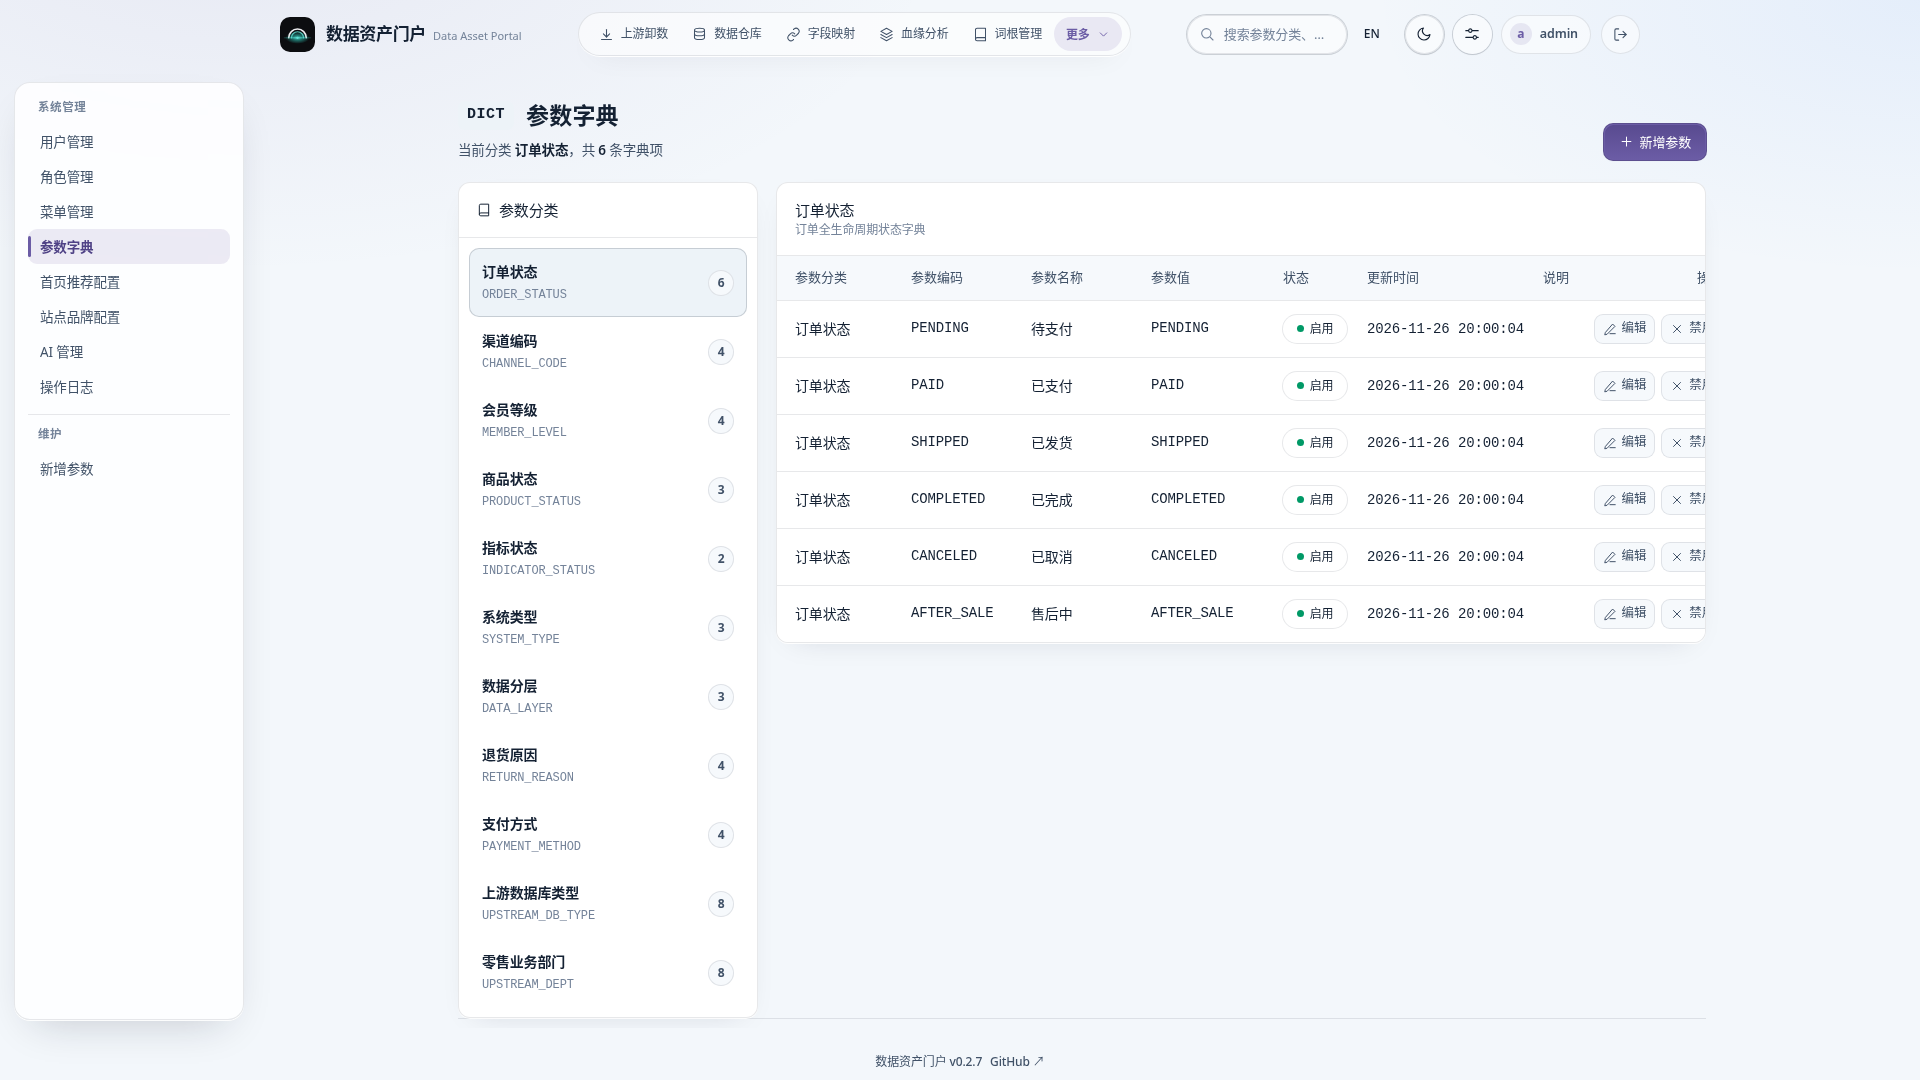 数据资产门户 Data Asset Portal
上游卸数 数据仓库 字段映射 血缘分析 词根管理 更多
搜索参数分类、...
EN
a admin
系统管理
用户管理
角色管理
菜单管理
参数字典
首页推荐配置
站点品牌配置
AI 管理
操作日志
维护
新增参数
DICT 参数字典
当前分类 订单状态，共 6 条字典项
新增参数
参数分类
订单状态
ORDER_STATUS
6
渠道编码
CHANNEL_CODE
4
会员等级
MEMBER_LEVEL
4
商品状态
PRODUCT_STATUS
3
指标状态
INDICATOR_STATUS
2
系统类型
SYSTEM_TYPE
3
数据分层
DATA_LAYER
3
退货原因
RETURN_REASON
4
支付方式
PAYMENT_METHOD
4
上游数据库类型
UPSTREAM_DB_TYPE
8
零售业务部门
UPSTREAM_DEPT
8
订单状态
订单全生命周期状态字典
参数分类 参数编码 参数名称 参数值 状态 更新时间 说明
订单状态 PENDING 待支付 PENDING 启用 2026-11-26 20:00:04 编辑 禁
订单状态 PAID 已支付 PAID 启用 2026-11-26 20:00:04 编辑 禁
订单状态 SHIPPED 已发货 SHIPPED 启用 2026-11-26 20:00:04 编辑 禁
订单状态 COMPLETED 已完成 COMPLETED 启用 2026-11-26 20:00:04 编辑 禁
订单状态 CANCELED 已取消 CANCELED 启用 2026-11-26 20:00:04 编辑 禁
订单状态 AFTER_SALE 售后中 AFTER_SALE 启用 2026-11-26 20:00:04 编辑 禁
数据资产门户 v0.2.7 GitHub ↗